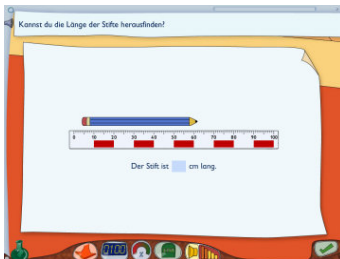 Kannst du die Länge der Stifte herausfinden?
0 10 20 30 40 50 60 70 80 90 100
Der Stift ist cm lang.
0100